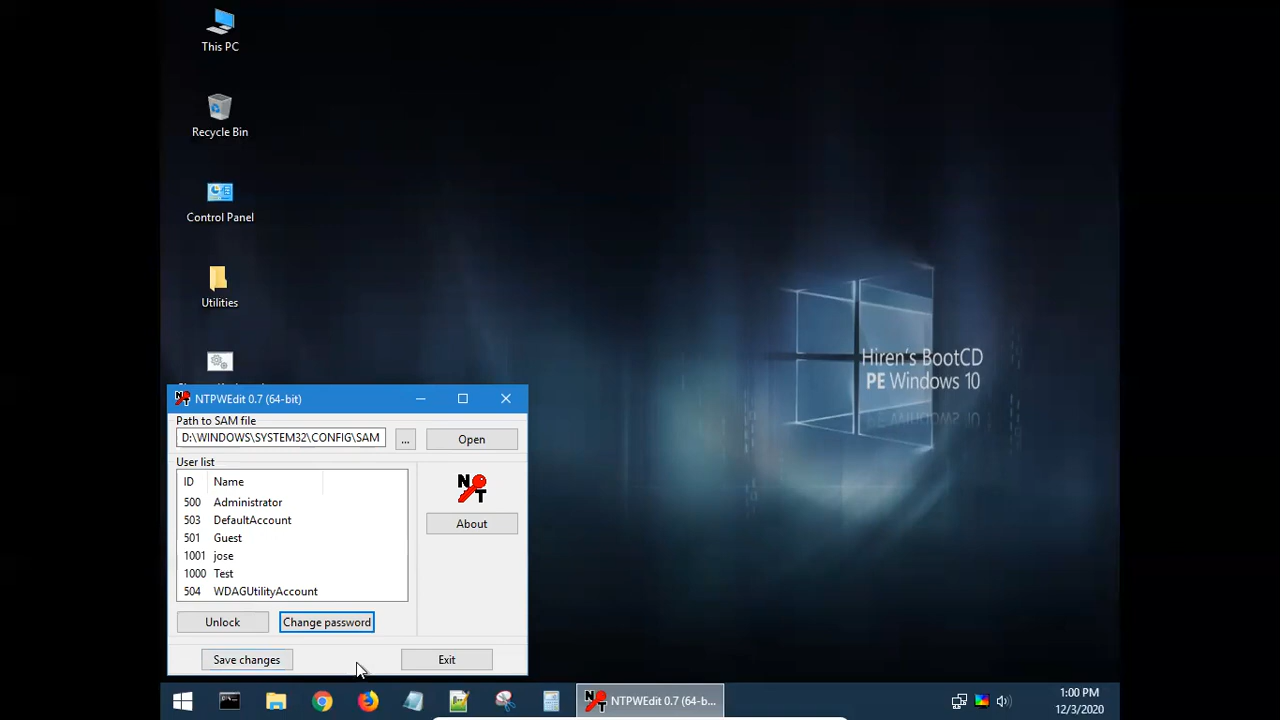 This PC
Recycle Bin
Control Panel
Utilities
Hiren's BootCD
PE Windows 10
NTPWEdit 0.7 (64-bit)
Path to SAM file
D:\WINDOWS\SYSTEM32\CONFIG\SAM
...
Open
User list
ID Name
500 Administrator
503 DefaultAccount
501 Guest
1001 jose
1000 Test
504 WDAGUtilityAccount
NT
About
Unlock
Change password
Save changes
Exit
NTPWEdit 0.7 (64-b...
1:00 PM
12/3/2020